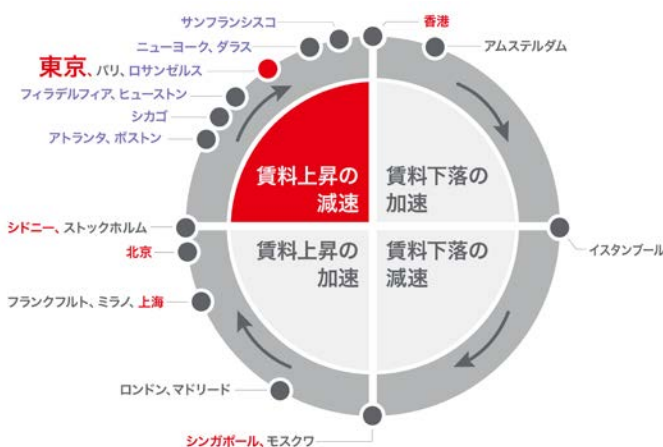 サンフランシスコ
香港
ニューヨーク、ダラス
アムステルダム
東京、パリ、ロサンゼルス
フィラデルフィア、ヒューストン
シカゴ
アトランタ、ボストン
賃料上昇の
減速
賃料下落の
加速
シドニー、ストックホルム
イスタンブール
北京
賃料上昇の
加速
賃料下落の
減速
フランクフルト、ミラノ、上海
ロンドン、マドリード
シンガポール、モスクワ